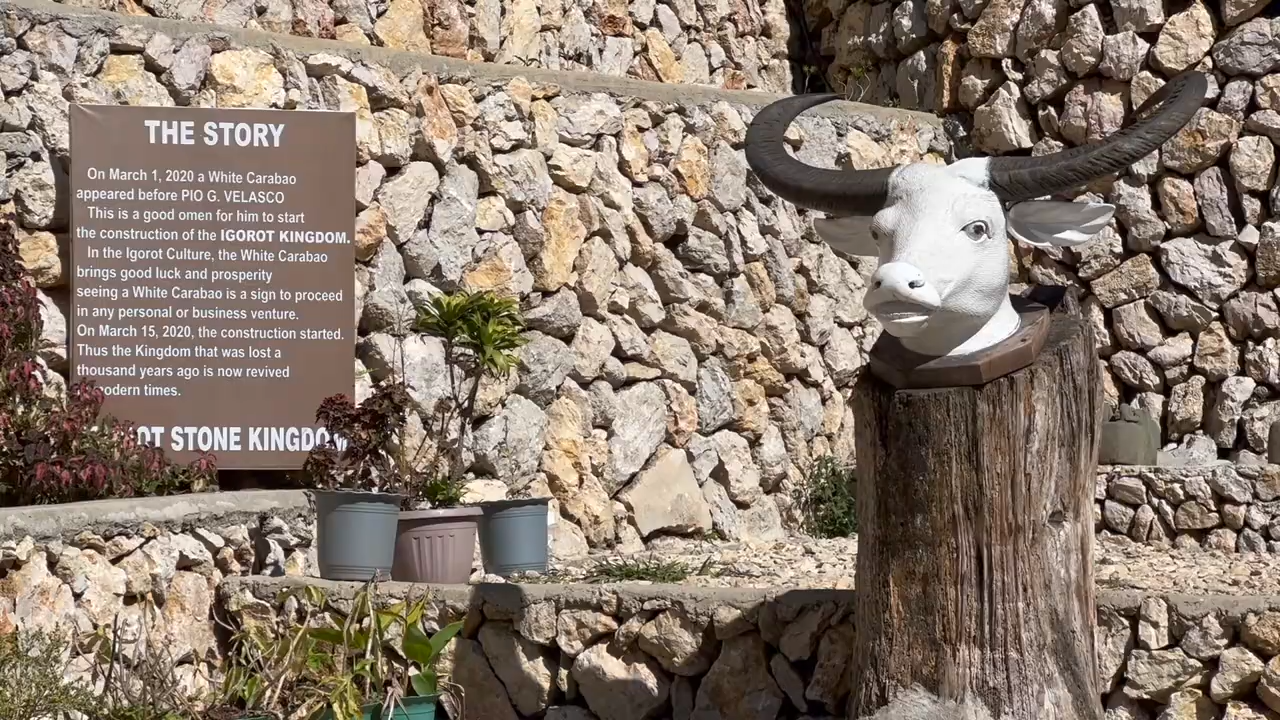 THE STORY
On March 1, 2020 a White Carabao
appeared before PIO G. VELASCO
This is a good omen for him to start
the construction of the IGOROT KINGDOM.
In the Igorot Culture, the White Carabao
brings good luck and prosperity
seeing a White Carabao is a sign to proceed
in any personal or business venture.
On March 15, 2020, the construction started.
Thus the Kingdom that was lost a
thousand years ago is now revived
modern times.
OT STONE KINGDOM